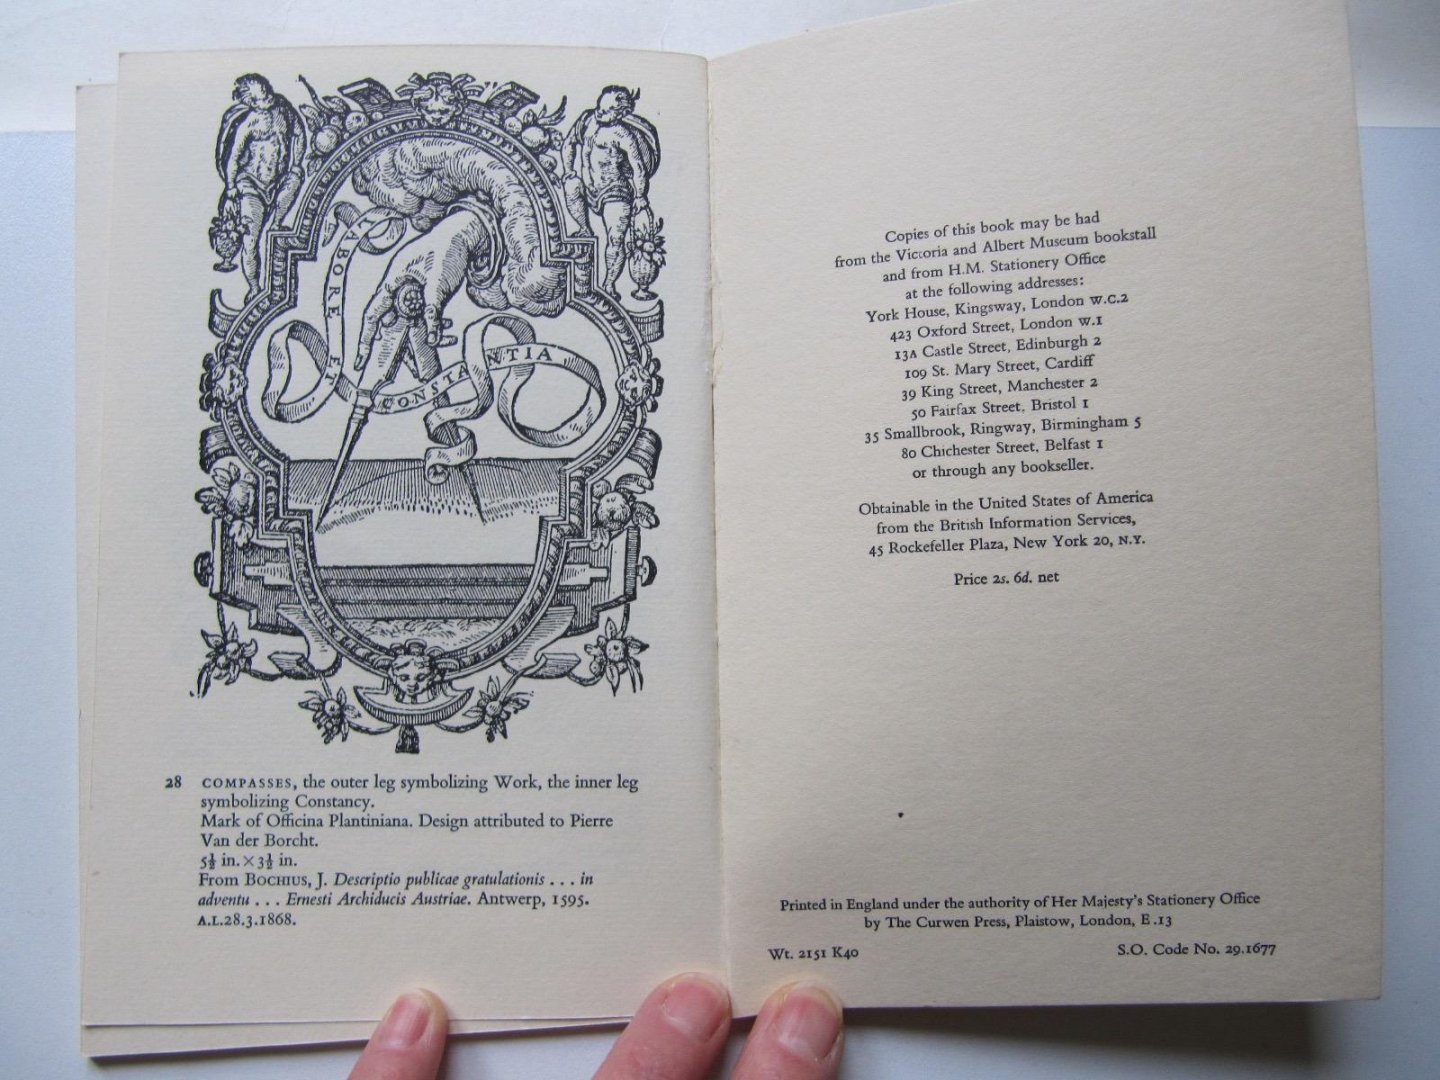 LABORE ET
CONSTANTIA
28 COMPASSES, the outer leg symbolizing Work, the inner leg
symbolizing Constancy.
Mark of Officina Plantiniana. Design attributed to Pierre
Van der Borcht.
5½ in. × 3½ in.
From BOCHIUS, J. Descriptio publicae gratulationis . . . in
adventu . . . Ernesti Archiducis Austriae. Antwerp, 1595.
A.L.28.3.1868.
Copies of this book may be had
from the Victoria and Albert Museum bookstall
and from H.M. Stationery Office
at the following addresses:
York House, Kingsway, London W.C.2
423 Oxford Street, London W.1
13A Castle Street, Edinburgh 2
109 St. Mary Street, Cardiff
39 King Street, Manchester 2
50 Fairfax Street, Bristol 1
35 Smallbrook, Ringway, Birmingham 5
80 Chichester Street, Belfast 1
or through any bookseller.
Obtainable in the United States of America
from the British Information Services,
45 Rockefeller Plaza, New York 20, N.Y.
Price 2s. 6d. net
Printed in England under the authority of Her Majesty's Stationery Office
by The Curwen Press, Plaistow, London, E.13
Wt. 2151 K40 S.O. Code No. 29.1677